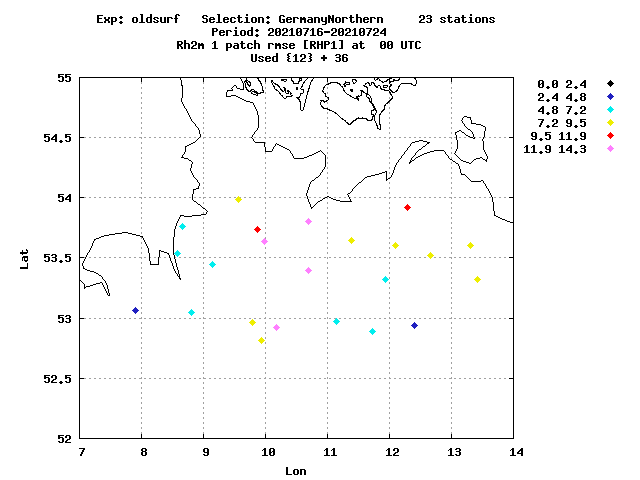 Exp: oldsurf   Selection: GermanyNorthern     23 stations
Period: 20210716-20210724
Rh2m 1 patch rmse [RHP1] at  00 UTC
Used {12} + 36
55
54.5
54
53.5
53
52.5
52
Lat
7 8 9 10 11 12 13 14
Lon
0.0 2.4
2.4 4.8
4.8 7.2
7.2 9.5
9.5 11.9
11.9 14.3